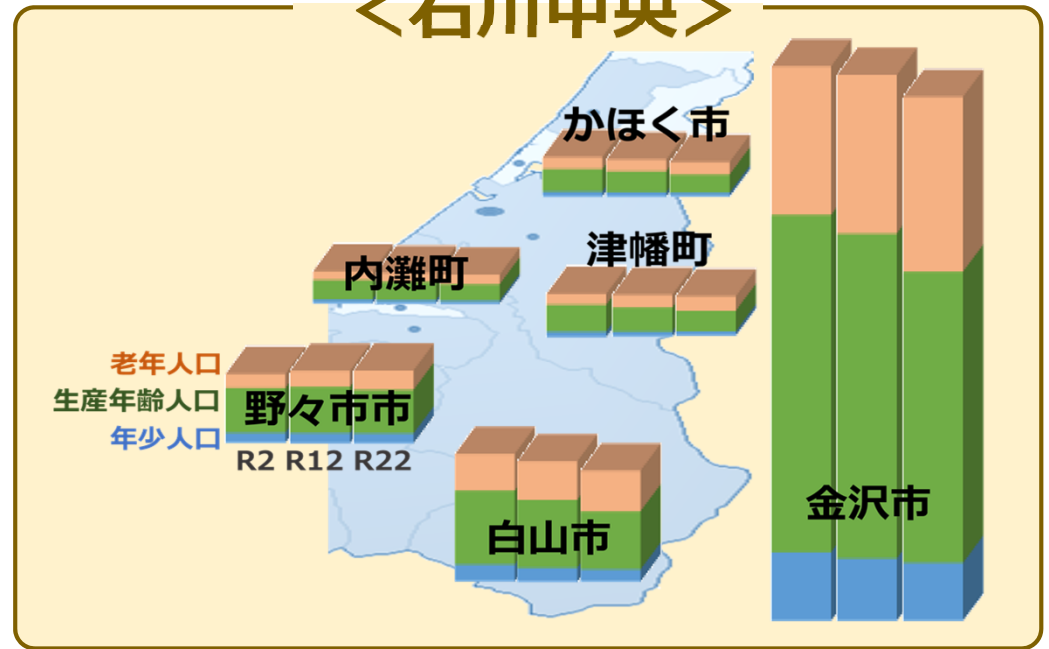 ＜石川中央＞
かほく市
津幡町
内灘町
老年人口
生産年齢人口
年少人口
野々市市
R2 R12 R22
白山市
金沢市